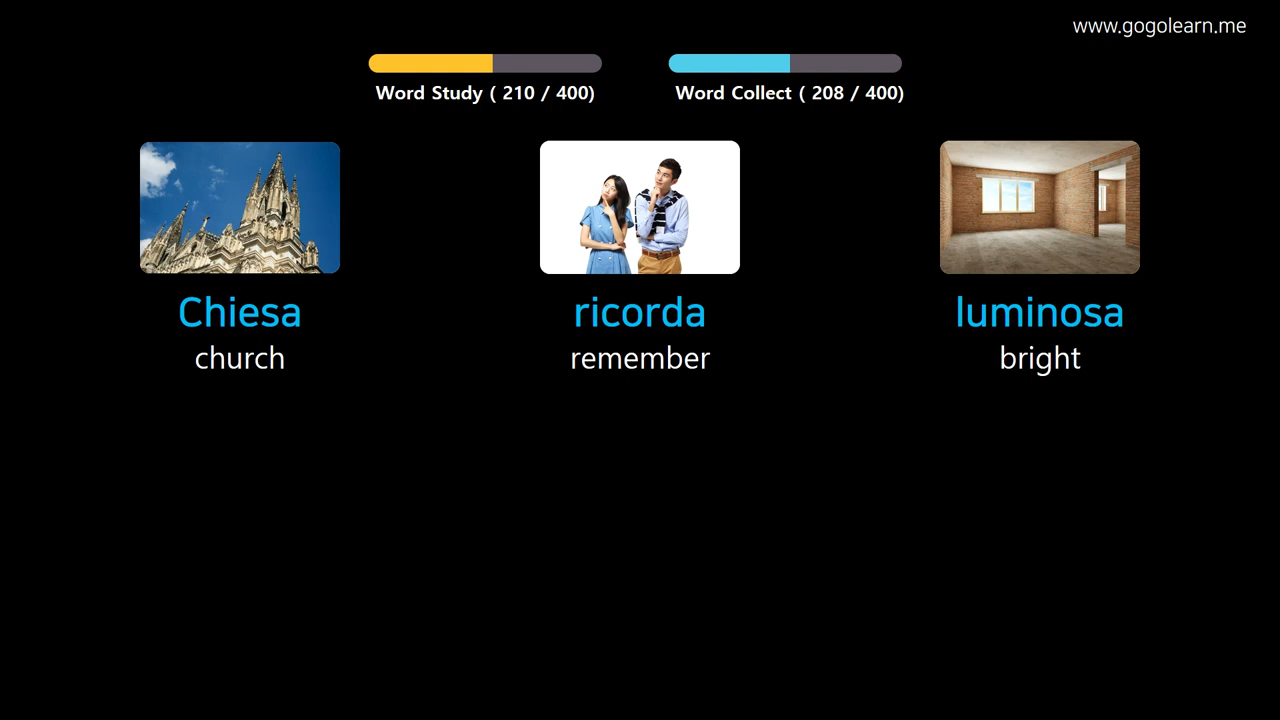 www.gogolearn.me
Word Study ( 210 / 400)
Word Collect ( 208 / 400)
Chiesa
church
ricorda
remember
luminosa
bright